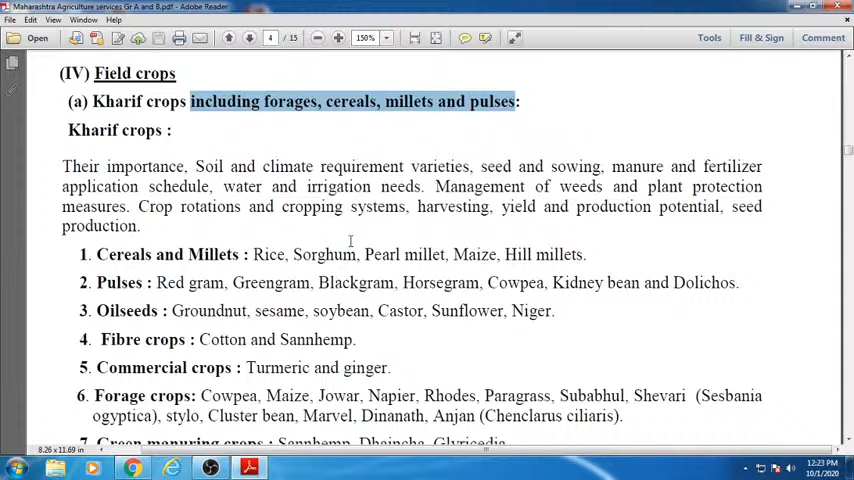 Maharashtra Agriculture services Gr A and B.pdf - Adobe Reader
File Edit View Window Help
Open 4 / 15 150% Tools Fill & Sign Comment
(IV) Field crops
(a) Kharif crops including forages, cereals, millets and pulses:
Kharif crops :
Their importance, Soil and climate requirement varieties, seed and sowing, manure and fertilizer
application schedule, water and irrigation needs. Management of weeds and plant protection
measures. Crop rotations and cropping systems, harvesting, yield and production potential, seed
production.
1. Cereals and Millets : Rice, Sorghum, Pearl millet, Maize, Hill millets.
2. Pulses : Red gram, Greengram, Blackgram, Horsegram, Cowpea, Kidney bean and Dolichos.
3. Oilseeds : Groundnut, sesame, soybean, Castor, Sunflower, Niger.
4. Fibre crops : Cotton and Sannhemp.
5. Commercial crops : Turmeric and ginger.
6. Forage crops: Cowpea, Maize, Jowar, Napier, Rhodes, Paragrass, Subabhul, Shevari (Sesbania
ogyptica), stylo, Cluster bean, Marvel, Dinanath, Anjan (Chenclarus ciliaris).
7. Green manuring crops : Sannhemp, Dhaincha, Glyricedia.
8.26 x 11.69 in
12:23 PM
10/1/2020